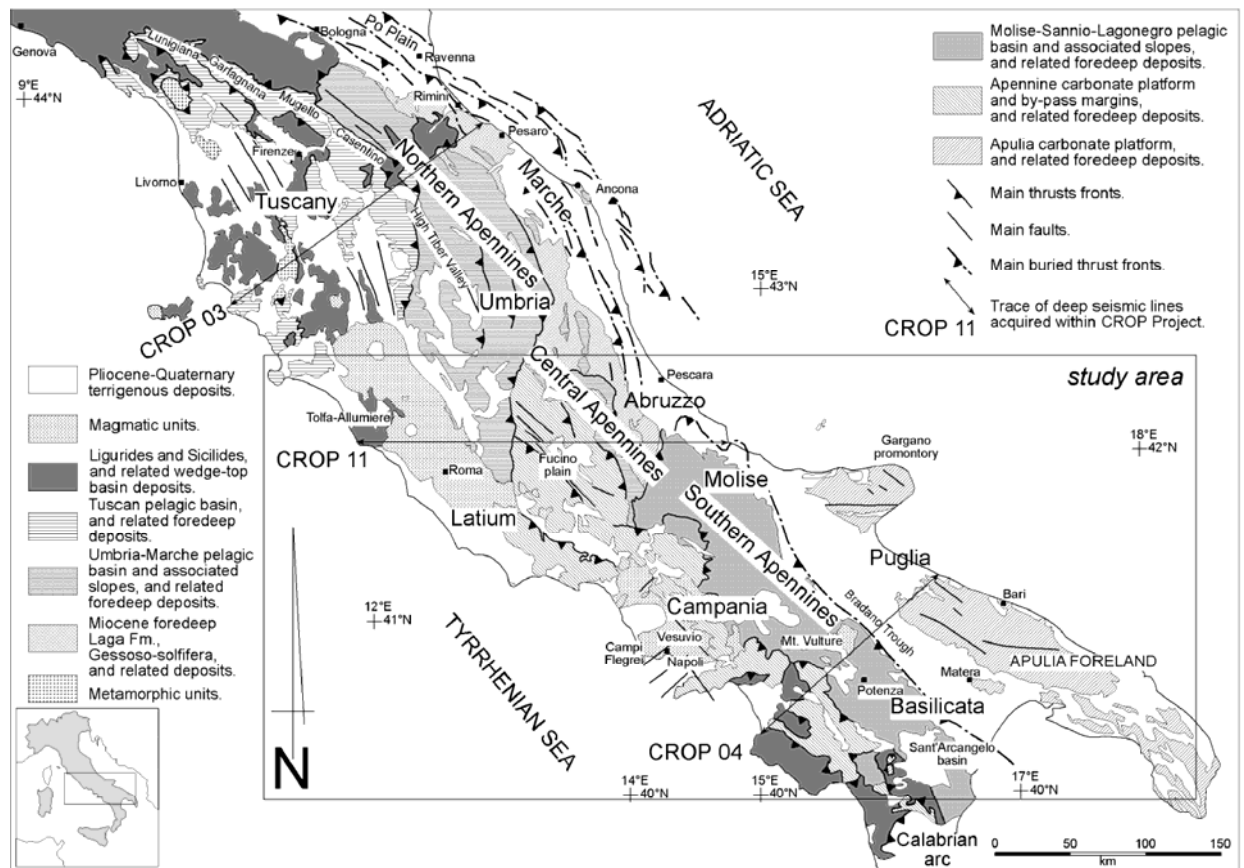 Genova
9°E
44°N
Bologna
Po Plain
Ravenna
Rimini
Pesaro
Ancona
Lunigiana
Garfagnana
Mugello
Casentino
Firenze
Livorno
Tuscany
Northern Apennines
Marche
High Tiber Valley
Umbria
CROP 03
ADRIATIC SEA
15°E
43°N
Molise-Sannio-Lagonegro pelagic
basin and associated slopes,
and related foredeep deposits.
Apennine carbonate platform
and by-pass margins,
and related foredeep deposits.
Apulia carbonate platform,
and related foredeep deposits.
Main thrusts fronts.
Main faults.
Main buried thrust fronts.
Trace of deep seismic lines
CROP 11 acquired within CROP Project.
Pliocene-Quaternary
terrigenous deposits.
Magmatic units.
Ligurides and Sicilides,
and related wedge-top
basin deposits.
Tuscan pelagic basin,
and related foredeep
deposits.
Umbria-Marche pelagic
basin and associated
slopes, and related
foredeep deposits.
Miocene foredeep
Laga Fm.,
Gessoso-solfifera,
and related deposits.
Metamorphic units.
study area
Pescara
Central Apennines
Abruzzo
Tolfa-Allumiere
CROP 11
Roma
Fucino
plain
Latium
Molise
Gargano
promontory
18°E
42°N
Southern Apennines
Puglia
12°E
41°N
Campania
Bradano Trough
Bari
Campi
Flegrei
Vesuvio
Napoli
Mt. Vulture
APULIA FORELAND
Matera
Potenza
Basilicata
TYRRHENIAN SEA
CROP 04
Sant'Arcangelo
basin
14°E
40°N
15°E
40°N
17°E
40°N
Calabrian
arc
N
0 50 100 150
km